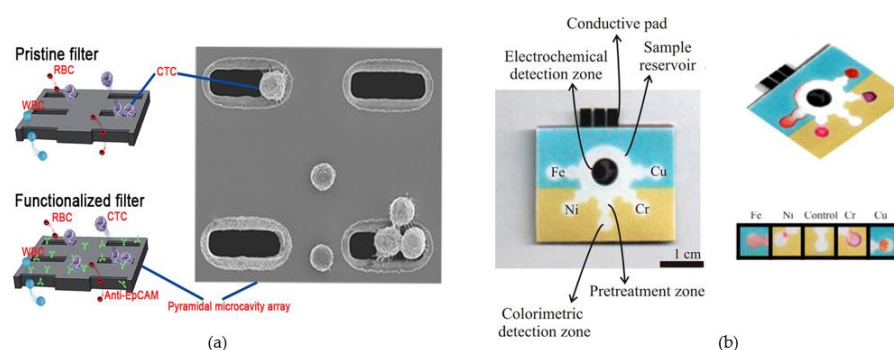 Pristine filter
RBC
CTC
WBC
Functionalized filter
RBC
CTC
WBC
Anti-EpCAM
Pyramidal microcavity array
(a)
(b)
Conductive pad
Electrochemical
detection zone
Sample
reservoir
Fe
Cu
Ni
Cr
1 cm
Pretreatment zone
Colorimetric
detection zone
Fe Ni Control Cr Cu